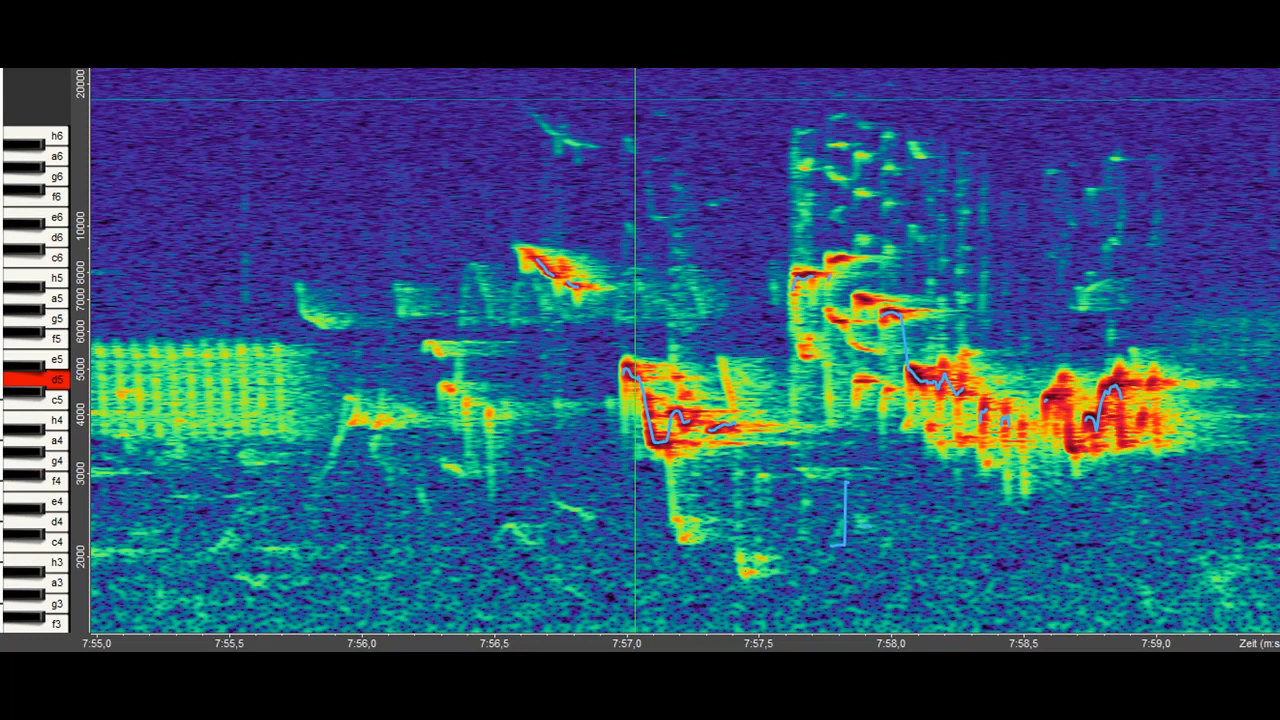 20000
10000
8000
7000
6000
5000
4000
3000
2000
h6
a6
g6
f6
e6
d6
c6
h5
a5
g5
f5
e5
d5
c5
h4
a4
g4
f4
e4
d4
c4
h3
a3
g3
f3
7:55,0 7:55,5 7:56,0 7:56,5 7:57,0 7:57,5 7:58,0 7:58,5 7:59,0 Zeit (m:s